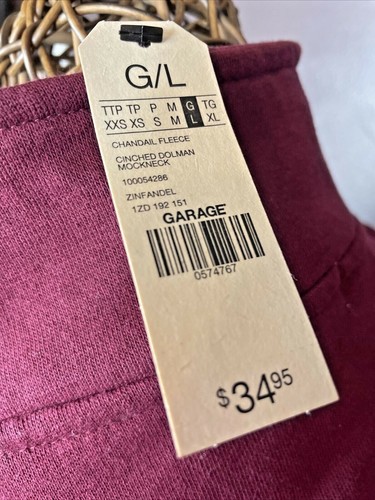 G/L
TTP TP P M G TG
XXS XS S M L XL
CHANDAIL FLEECE
CINCHED DOLMAN
MOCKNECK
100054286
ZINFANDEL
1ZD 192 151
GARAGE
0574767
$34.95